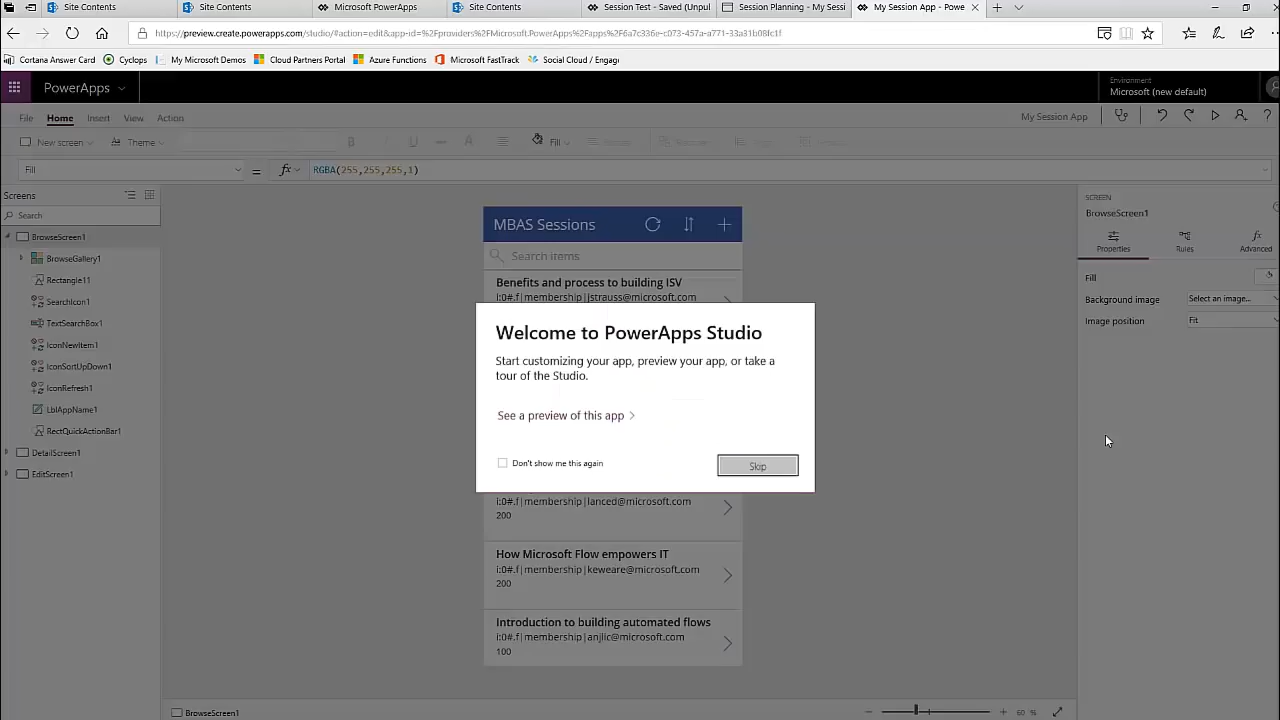 Site Contents
Site Contents
Microsoft PowerApps
Site Contents
Session Test - Saved (Unpul
Session Planning - My Sessi
My Session App - Powe
https://preview.create.powerapps.com/studio/#action=edit&app-id=%2Fproviders%2FMicrosoft.PowerApps%2Fapps%2F6a7c336e-c073-457a-a771-33a31b08fc1f
Cortana Answer Card
Cyclops
My Microsoft Demos
Cloud Partners Portal
Azure Functions
Microsoft FastTrack
Social Cloud / Engag
PowerApps
Environment
Microsoft (new default)
File
Home
Insert
View
Action
My Session App
New screen
Theme
Fill
Fill
=
fx
RGBA(255,255,255,1)
Screens
Search
BrowseScreen1
BrowseGallery1
Rectangle11
SearchIcon1
TextSearchBox1
IconNewItem1
IconSortUpDown1
IconRefresh1
LblAppName1
RectQuickActionBar1
DetailScreen1
EditScreen1
MBAS Sessions
Search items
Benefits and process to building ISV
i:0#.f|membership|jstrauss@microsoft.com
Welcome to PowerApps Studio
Start customizing your app, preview your app, or take a
tour of the Studio.
See a preview of this app
Don't show me this again
Skip
i:0#.f|membership|lanced@microsoft.com
200
How Microsoft Flow empowers IT
i:0#.f|membership|keweare@microsoft.com
200
Introduction to building automated flows
i:0#.f|membership|anjlic@microsoft.com
100
SCREEN
BrowseScreen1
Properties
Rules
Advanced
Fill
Background image
Select an image...
Image position
Fit
BrowseScreen1
60 %